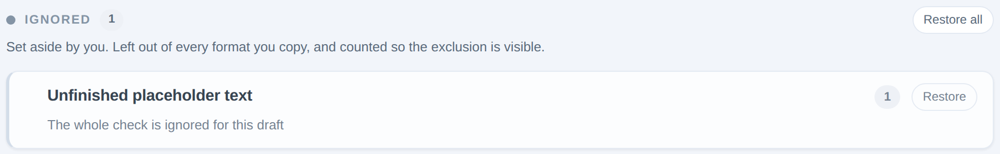 IGNORED 1 Restore all
Set aside by you. Left out of every format you copy, and counted so the exclusion is visible.
Unfinished placeholder text 1 Restore
The whole check is ignored for this draft